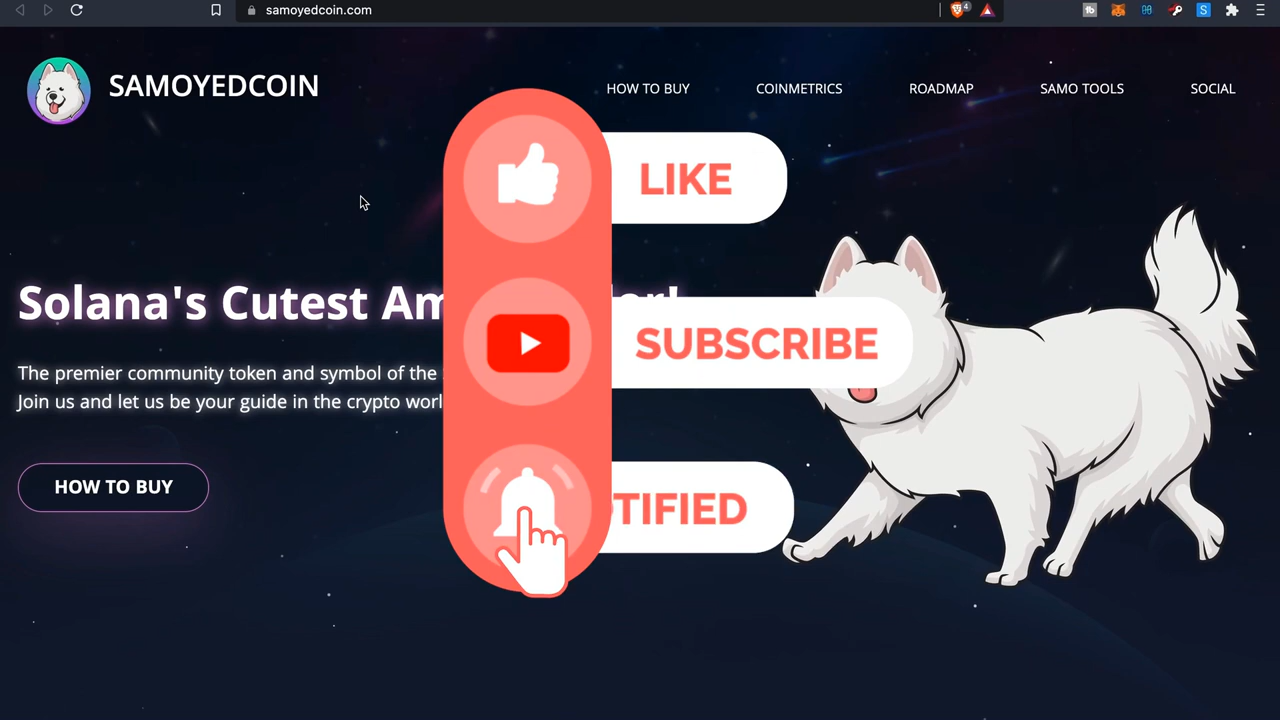 samoyedcoin.com
4
SAMOYEDCOIN
HOW TO BUY
COINMETRICS
ROADMAP
SAMO TOOLS
SOCIAL
LIKE
Solana's Cutest
SUBSCRIBE
The premier community token and symbol of the
Join us and let us be your guide in the crypto
HOW TO BUY
TIFIED